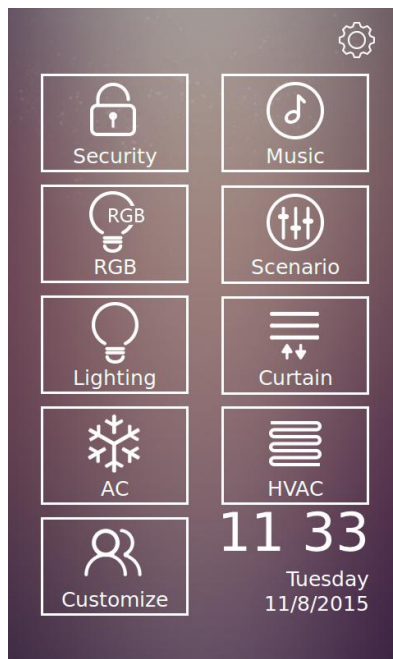 Security
Music
RGB
RGB
Scenario
Lighting
Curtain
AC
HVAC
Customize
11 33
Tuesday
11/8/2015